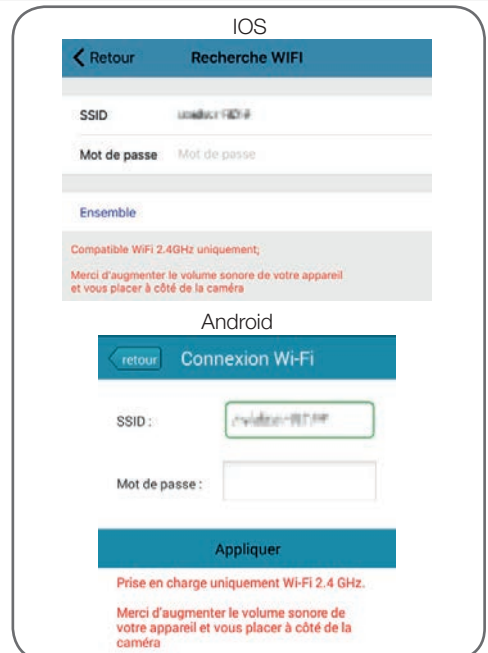 IOS
Retour Recherche WIFI
SSID
Mot de passe Mot de passe
Ensemble
Compatible WiFi 2.4GHz uniquement;
Merci d'augmenter le volume sonore de votre appareil
et vous placer à côté de la caméra
Android
retour Connexion Wi-Fi
SSID :
Mot de passe :
Appliquer
Prise en charge uniquement Wi-Fi 2.4 GHz.
Merci d'augmenter le volume sonore de
votre appareil et vous placer à côté de la
caméra